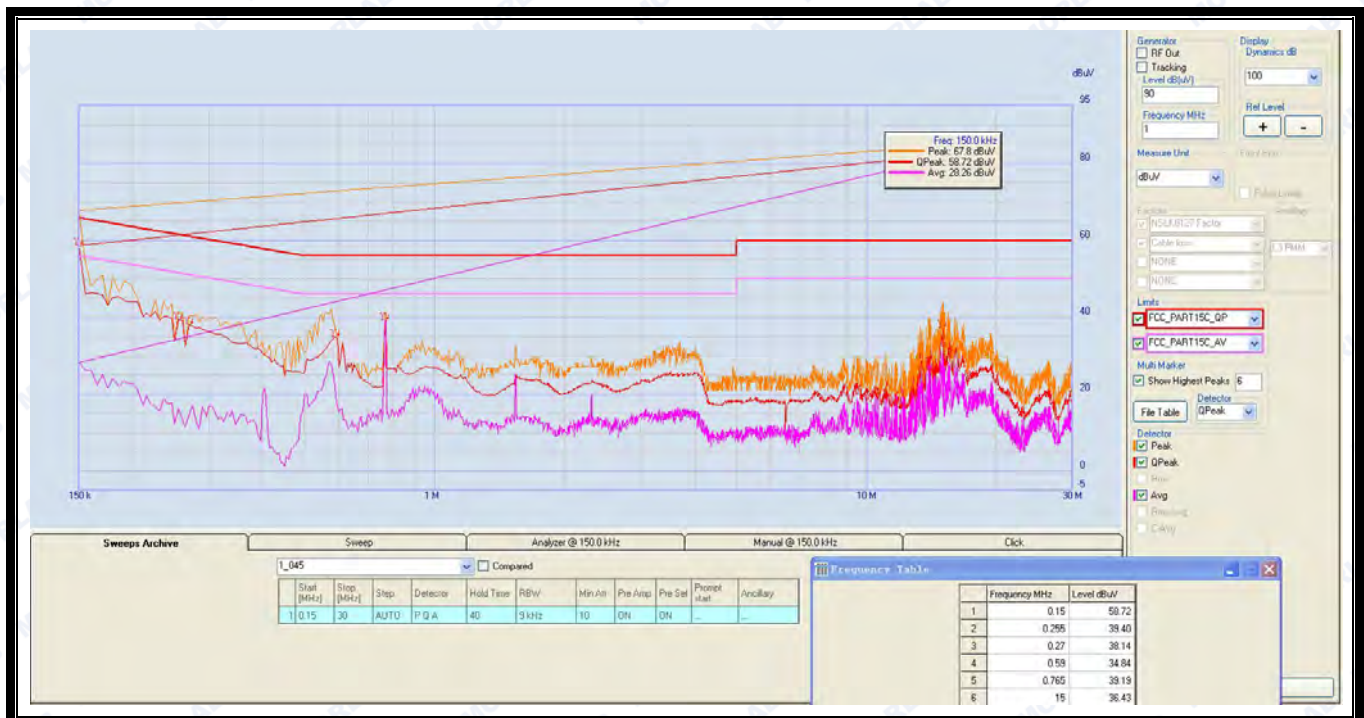 Generator
RF Out
Tracking
Level dB(uV)
90
Frequency MHz
1
Display
Dynamics dB
100
Ref Level
+ -
Measure Unit
dBuV
NSLK8127 Factor
Cable loss
NONE
NONE
Limits
FCC_PART15C_QP
FCC_PART15C_AV
Multi Marker
Show Highest Peaks 6
File Table
Detector
QPeak
Detector
Peak
QPeak
Avg
dBuV
95
80
60
40
20
0
-5
150 k 1 M 10 M 30 M
Freq: 150.0 kHz
Peak: 67.8 dBuV
QPeak: 58.72 dBuV
Avg: 28.26 dBuV
Sweeps Archive Sweep Analyzer @ 150.0 kHz Manual @ 150.0 kHz Click
1_045 Compared
Start [MHz] Stop [MHz] Step Detector Hold Time RBW Min Att Pre Amp Pre Sel Prompt start Ancillary
1 0.15 30 AUTO P Q A 40 9 kHz 10 ON ON ... ...
Frequency Table
Frequency MHz Level dBuV
1 0.15 58.72
2 0.255 39.40
3 0.27 38.14
4 0.59 34.84
5 0.765 39.19
6 15 36.43